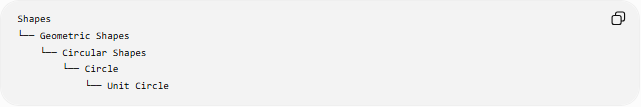 Shapes
└── Geometric Shapes
    └── Circular Shapes
        └── Circle
            └── Unit Circle